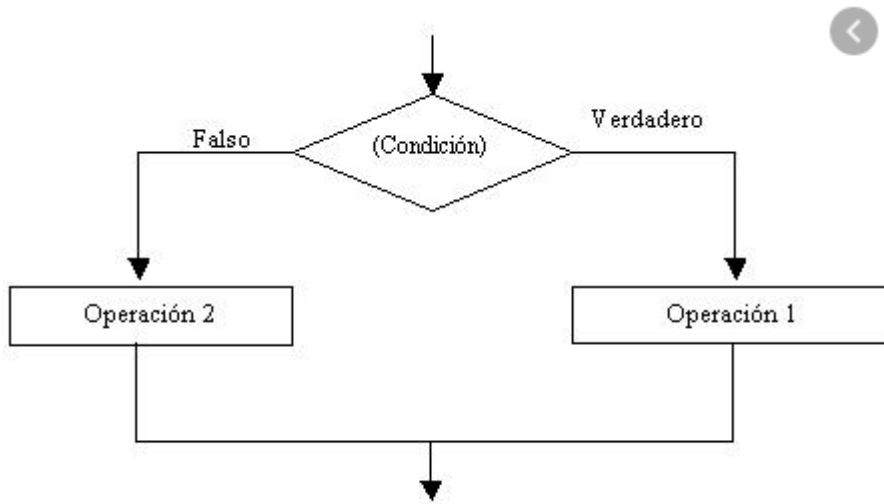 Verdadero
Falso
(Condición)
Operación 2
Operación 1